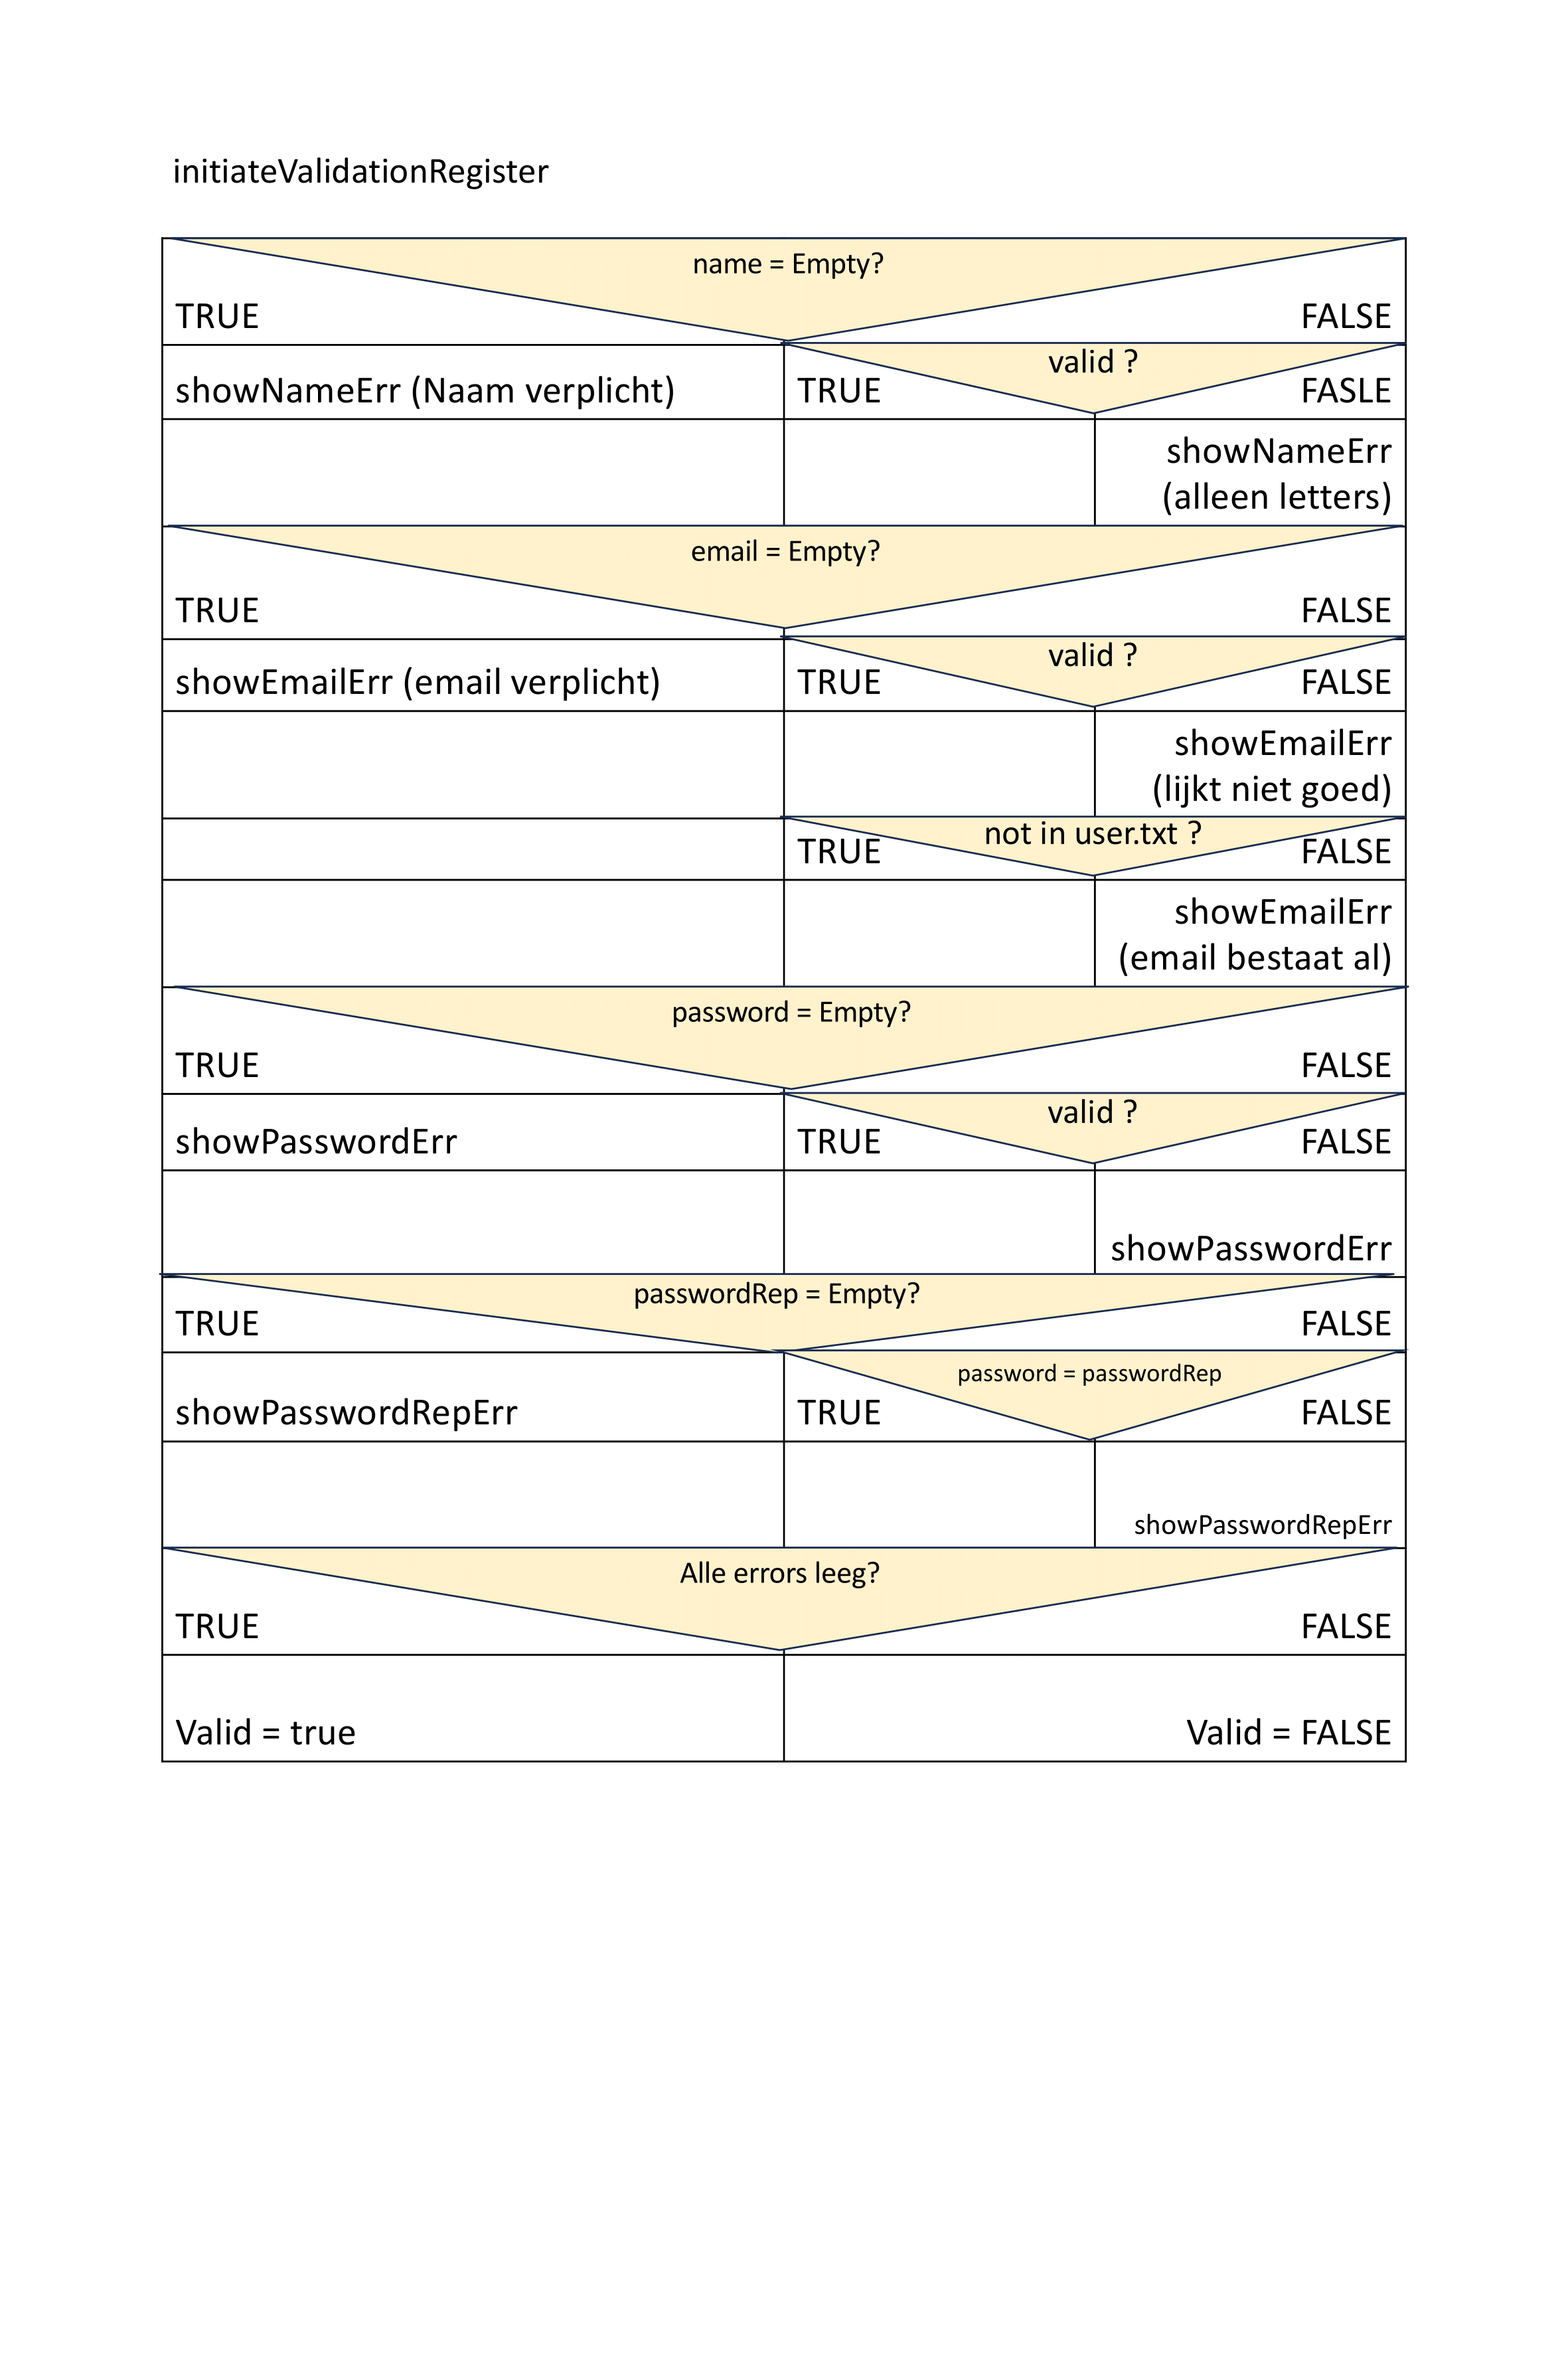 initiateValidationRegister
name = Empty?
TRUE
FALSE
showNameErr (Naam verplicht)
valid ?
TRUE
FASLE
showNameErr
(alleen letters)
email = Empty?
TRUE
FALSE
showEmailErr (email verplicht)
valid ?
TRUE
FALSE
showEmailErr
(lijkt niet goed)
not in user.txt ?
TRUE
FALSE
showEmailErr
(email bestaat al)
password = Empty?
TRUE
FALSE
showPasswordErr
valid ?
TRUE
FALSE
showPasswordErr
passwordRep = Empty?
TRUE
FALSE
showPasswordRepErr
password = passwordRep
TRUE
FALSE
showPasswordRepErr
Alle errors leeg?
TRUE
FALSE
Valid = true
Valid = FALSE